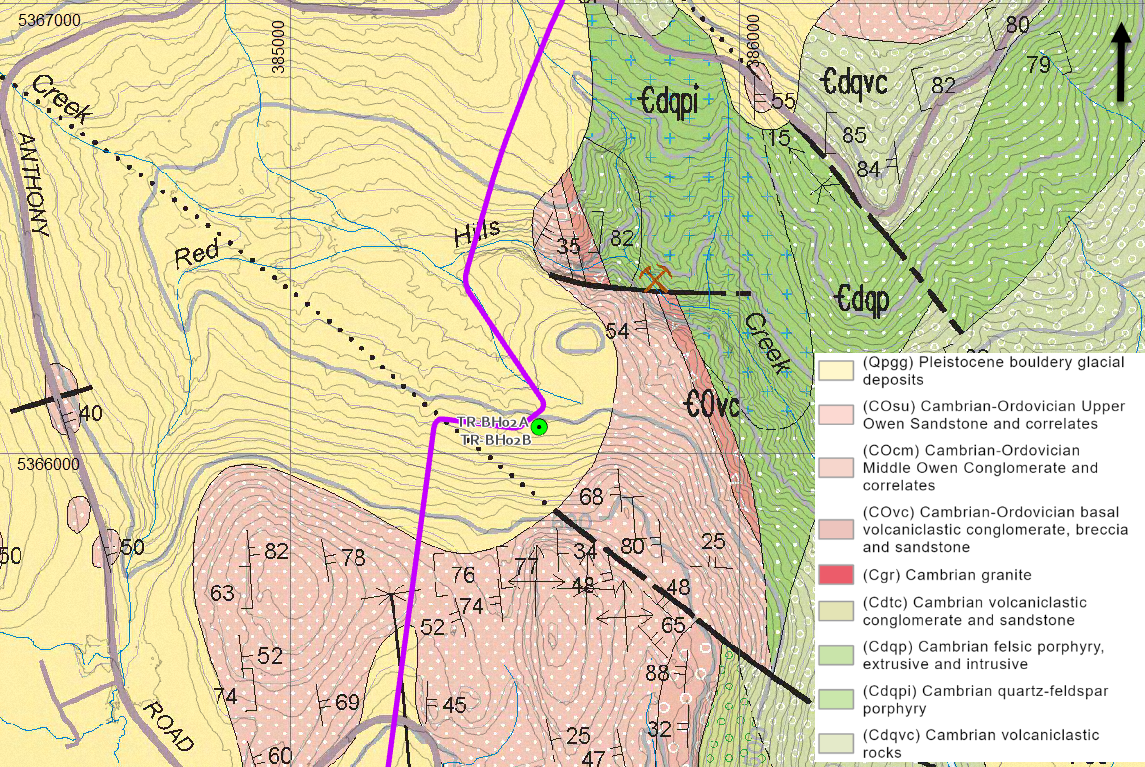 5367000
385000
386000
80
79
Creek
Єdqpi
55
Єdqvc
82
15
85
84
ANTHONY
Hills
35
82
Red
Єdqp
54
Creek
ЄOvc
40
TR-BH02A
TR-BH02B
5366000
68
50
50
82
78
77
34
80
25
76
48
48
63
74
52
65
52
88
74
69
45
32
ROAD
60
25
47
(Qpgg) Pleistocene bouldery glacial
deposits
(COsu) Cambrian-Ordovician Upper
Owen Sandstone and correlates
(COcm) Cambrian-Ordovician
Middle Owen Conglomerate and
correlates
(COvc) Cambrian-Ordovician basal
volcaniclastic conglomerate, breccia
and sandstone
(Cgr) Cambrian granite
(Cdtc) Cambrian volcaniclastic
conglomerate and sandstone
(Cdqp) Cambrian felsic porphyry,
extrusive and intrusive
(Cdqpi) Cambrian quartz-feldspar
porphyry
(Cdqvc) Cambrian volcaniclastic
rocks